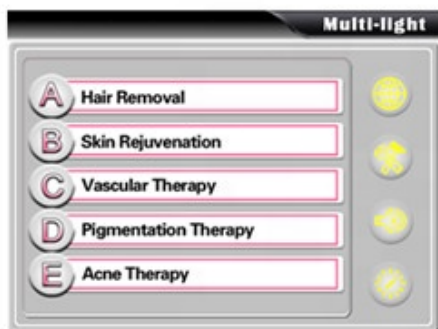 Multi-light
A Hair Removal
B Skin Rejuvenation
C Vascular Therapy
D Pigmentation Therapy
E Acne Therapy